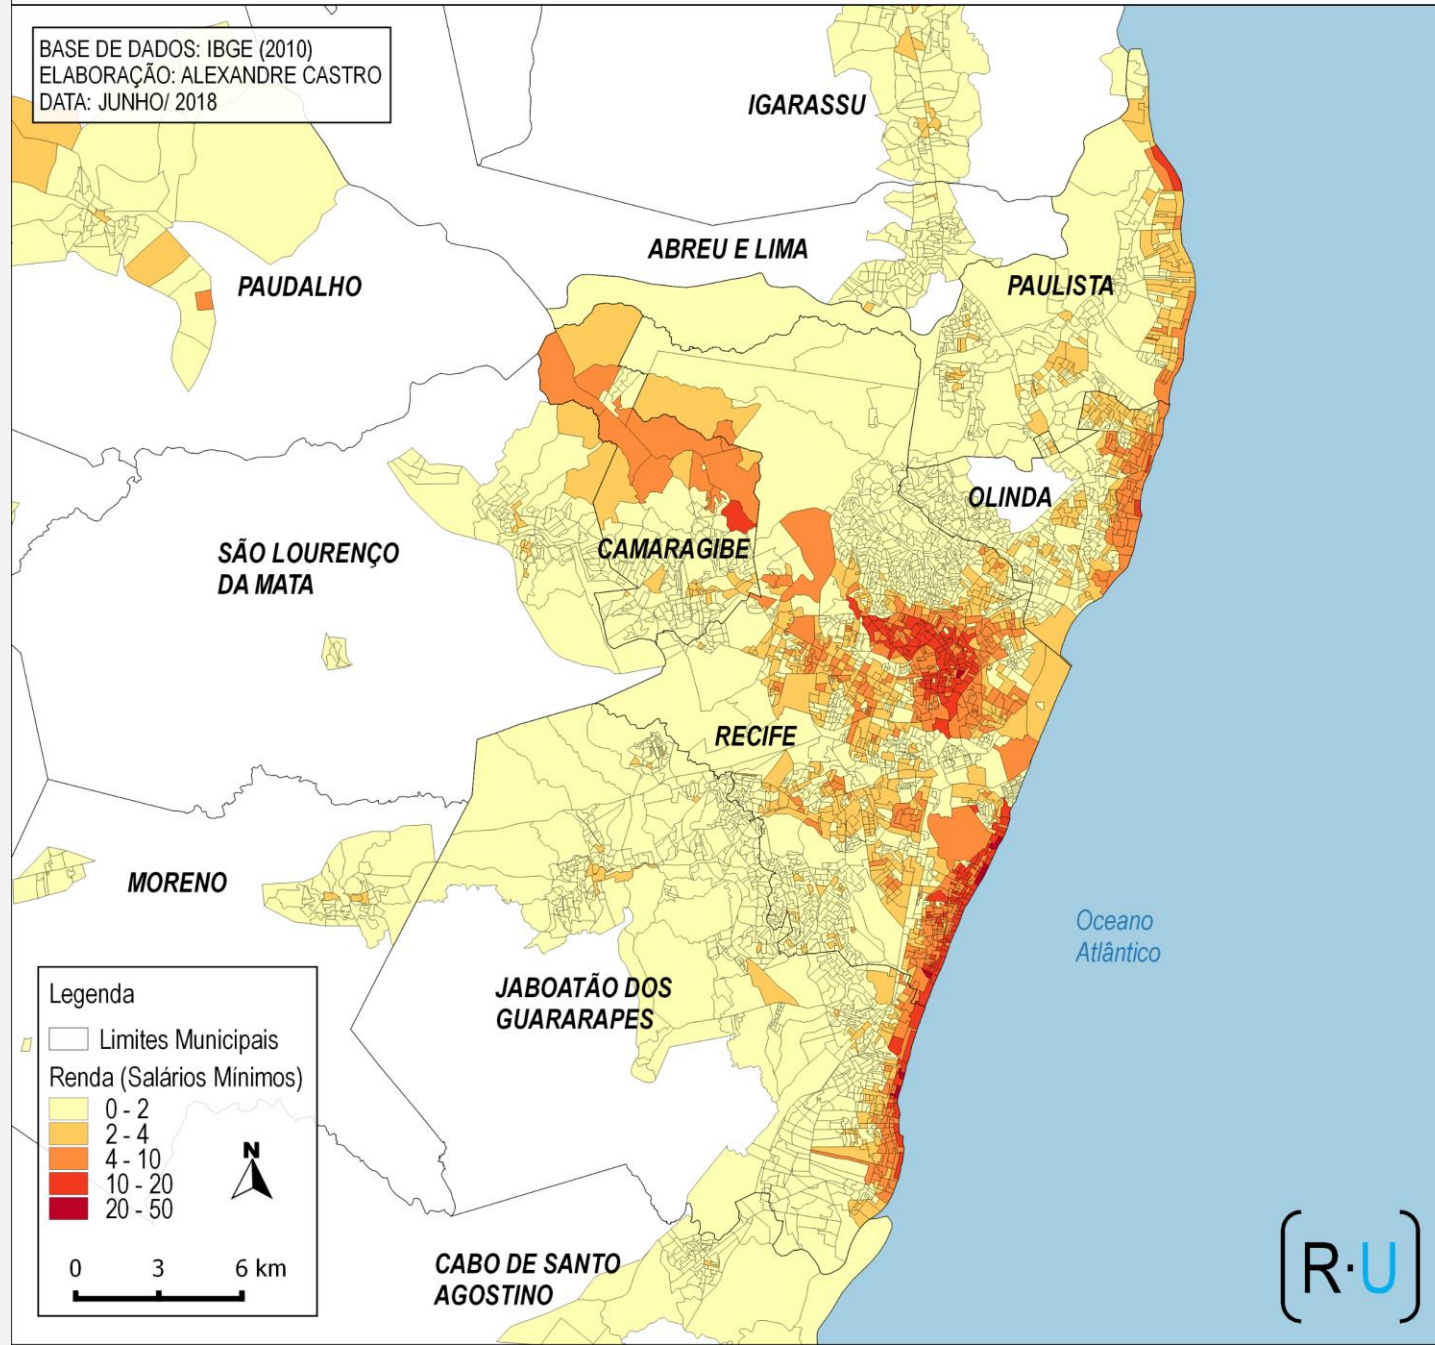 BASE DE DADOS: IBGE (2010)
ELABORAÇÃO: ALEXANDRE CASTRO
DATA: JUNHO/ 2018
IGARASSU
ABREU E LIMA
PAUDALHO
PAULISTA
OLINDA
SÃO LOURENÇO
DA MATA
CAMARAGIBE
RECIFE
MORENO
Oceano
Atlântico
JABOATÃO DOS
GUARARAPES
Legenda
Limites Municipais
Renda (Salários Mínimos)
0 - 2
2 - 4
4 - 10
10 - 20
20 - 50
N
0 3 6 km
CABO DE SANTO
AGOSTINO
[R·U]